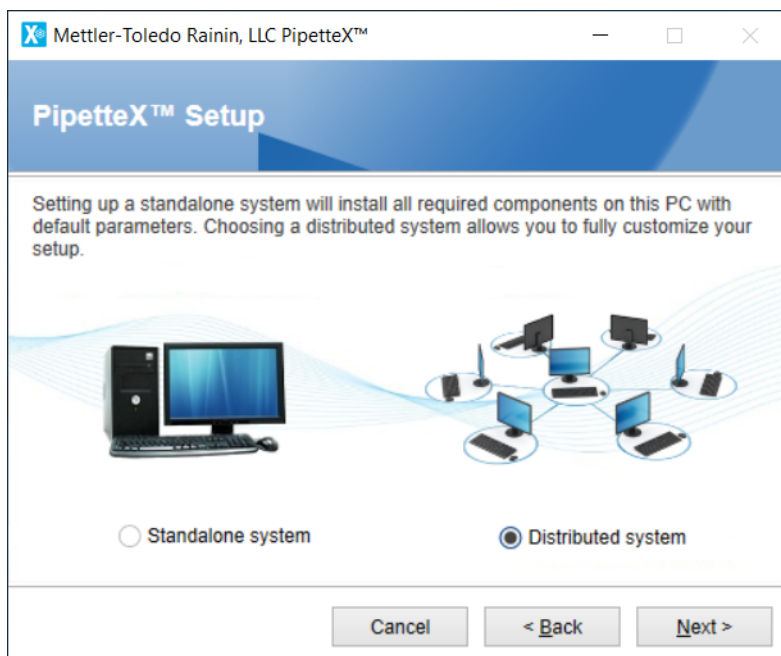 X Mettler-Toledo Rainin, LLC PipetteX™
PipetteX™ Setup
Setting up a standalone system will install all required components on this PC with
default parameters. Choosing a distributed system allows you to fully customize your
setup.
Standalone system
Distributed system
Cancel
< Back
Next >